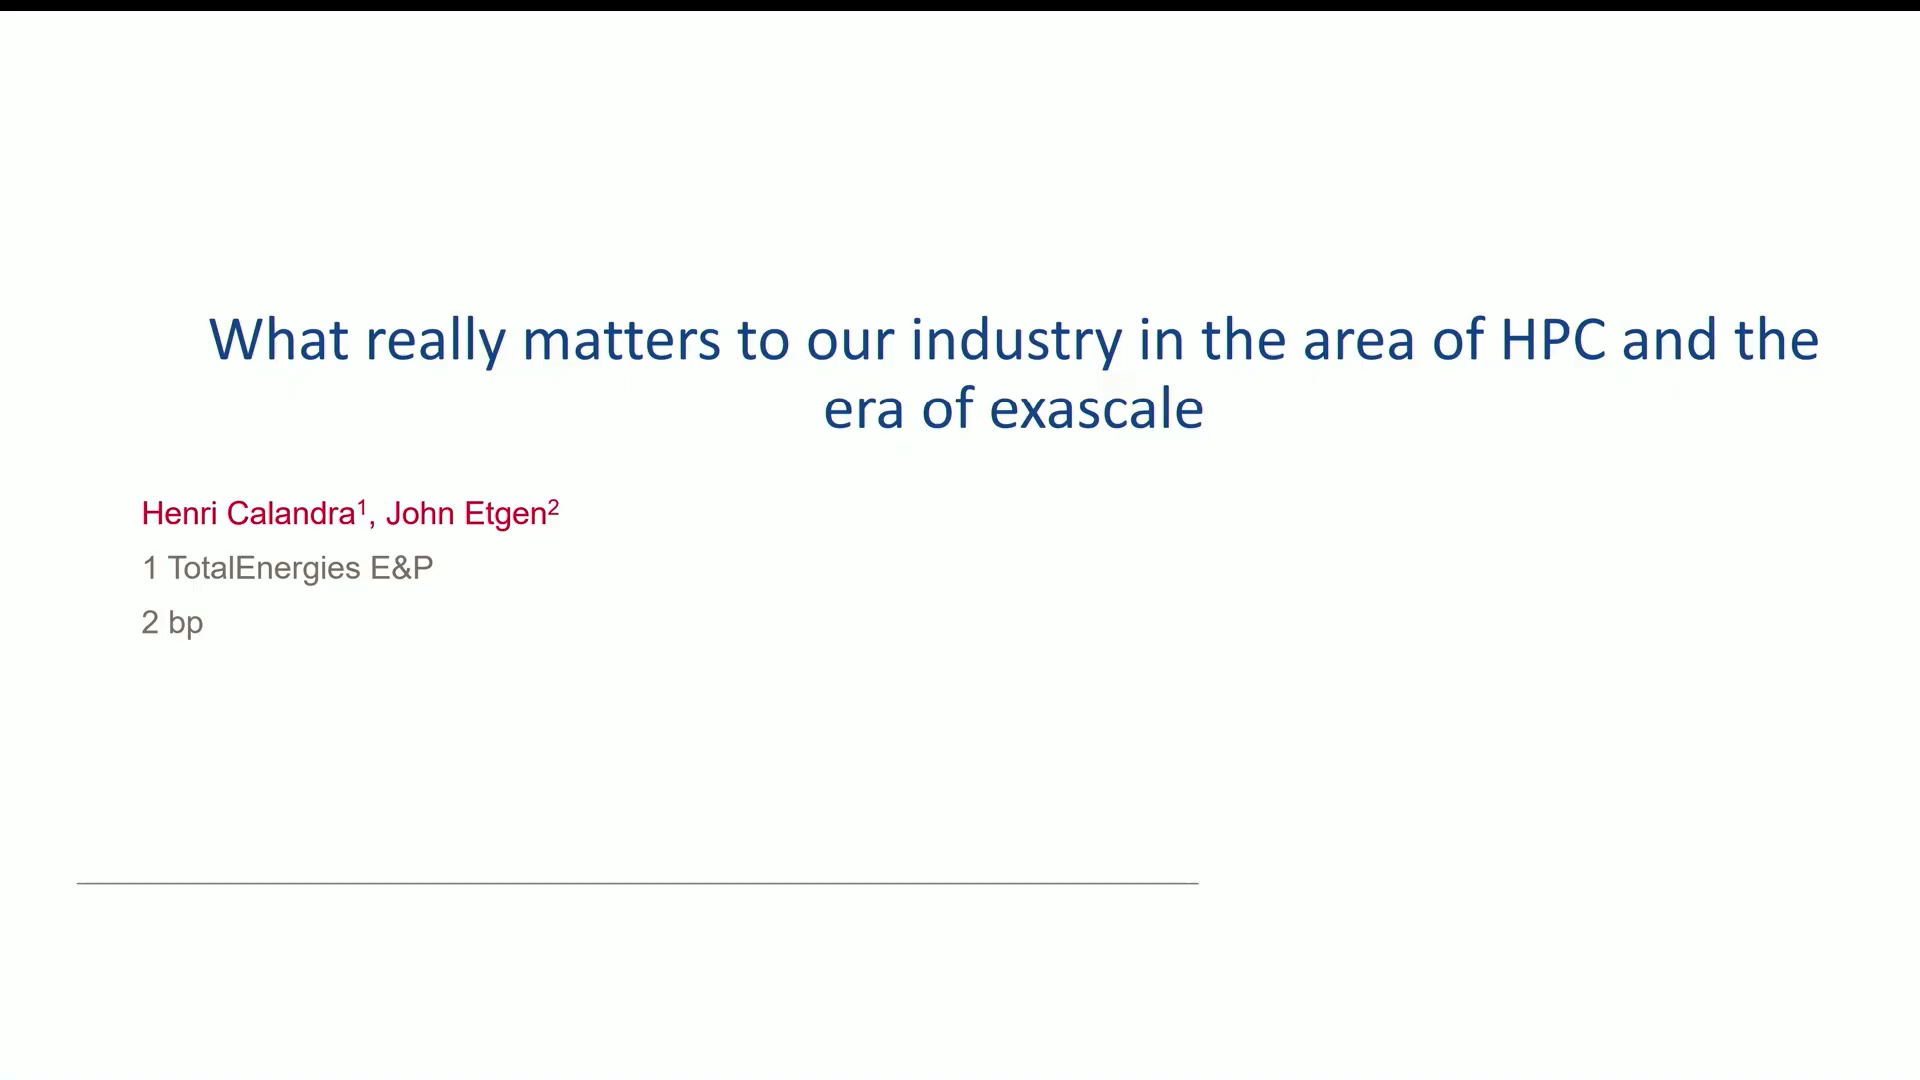 What really matters to our industry in the area of HPC and the
era of exascale
Henri Calandra¹, John Etgen²
1 TotalEnergies E&P
2 bp